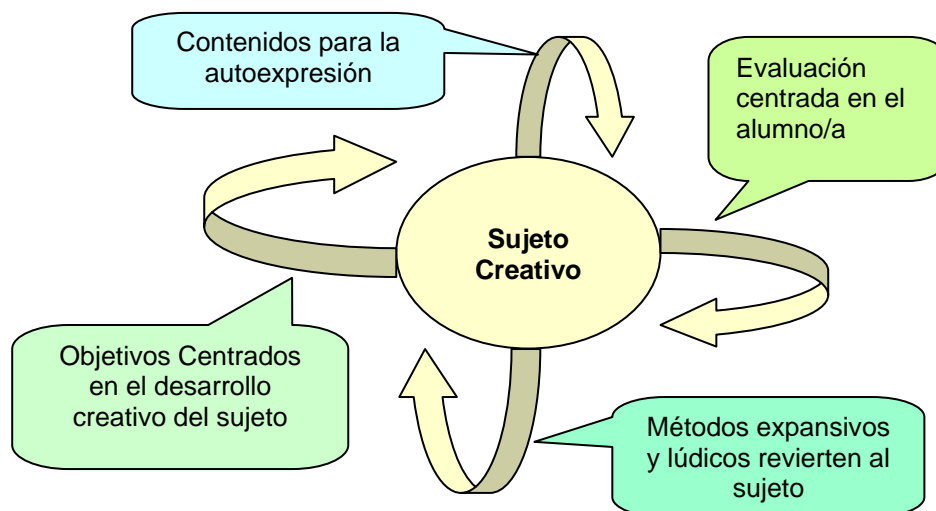 Contenidos para la
autoexpresión
Evaluación
centrada en el
alumno/a
Sujeto
Creativo
Objetivos Centrados
en el desarrollo
creativo del sujeto
Métodos expansivos
y lúdicos revierten al
sujeto